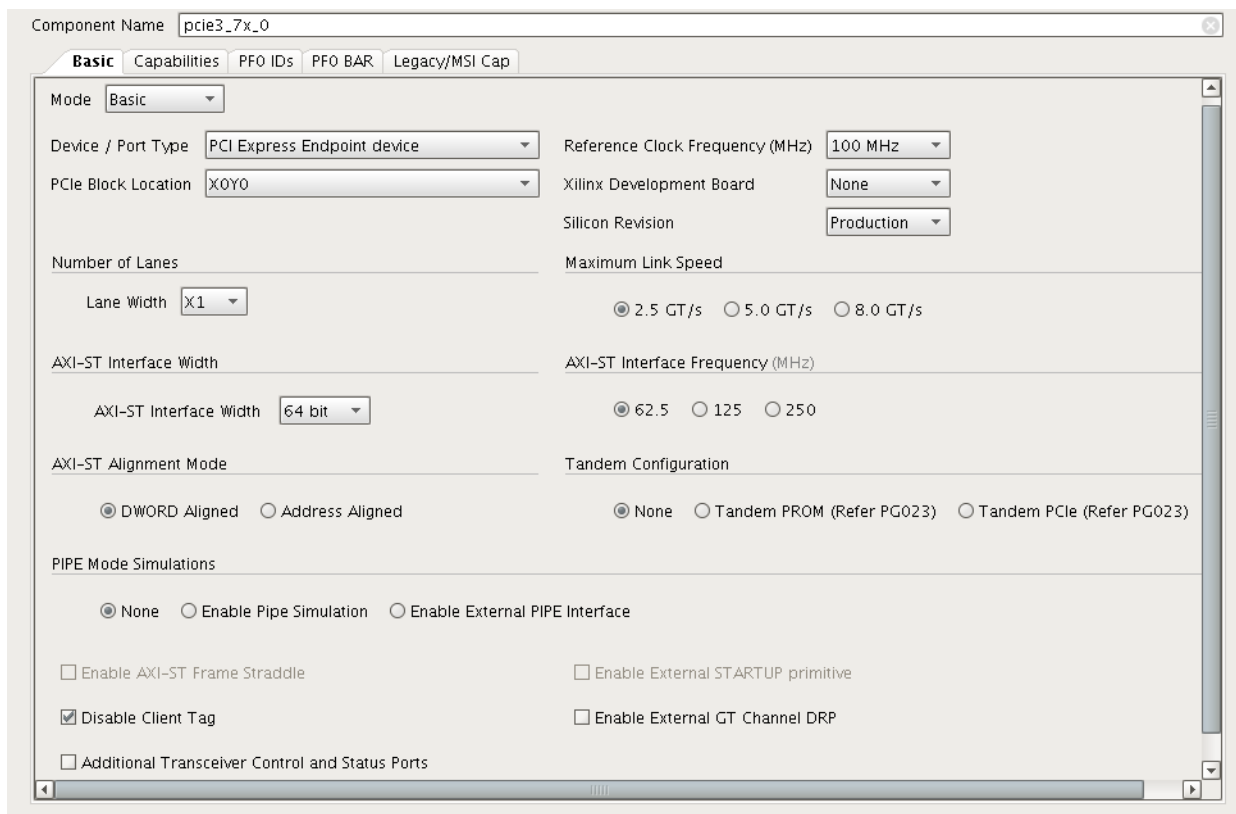 Component Name pcie3_7x_0
Basic Capabilities PF0 IDs PF0 BAR Legacy/MSI Cap
Mode Basic
Device / Port Type PCI Express Endpoint device Reference Clock Frequency (MHz) 100 MHz
PCIe Block Location X0Y0 Xilinx Development Board None
Silicon Revision Production
Number of Lanes Maximum Link Speed
Lane Width X1 2.5 GT/s 5.0 GT/s 8.0 GT/s
AXI-ST Interface Width AXI-ST Interface Frequency (MHz)
AXI-ST Interface Width 64 bit 62.5 125 250
AXI-ST Alignment Mode Tandem Configuration
DWORD Aligned Address Aligned None Tandem PROM (Refer PG023) Tandem PCIe (Refer PG023)
PIPE Mode Simulations
None Enable Pipe Simulation Enable External PIPE Interface
Enable AXI-ST Frame Straddle Enable External STARTUP primitive
Disable Client Tag Enable External GT Channel DRP
Additional Transceiver Control and Status Ports